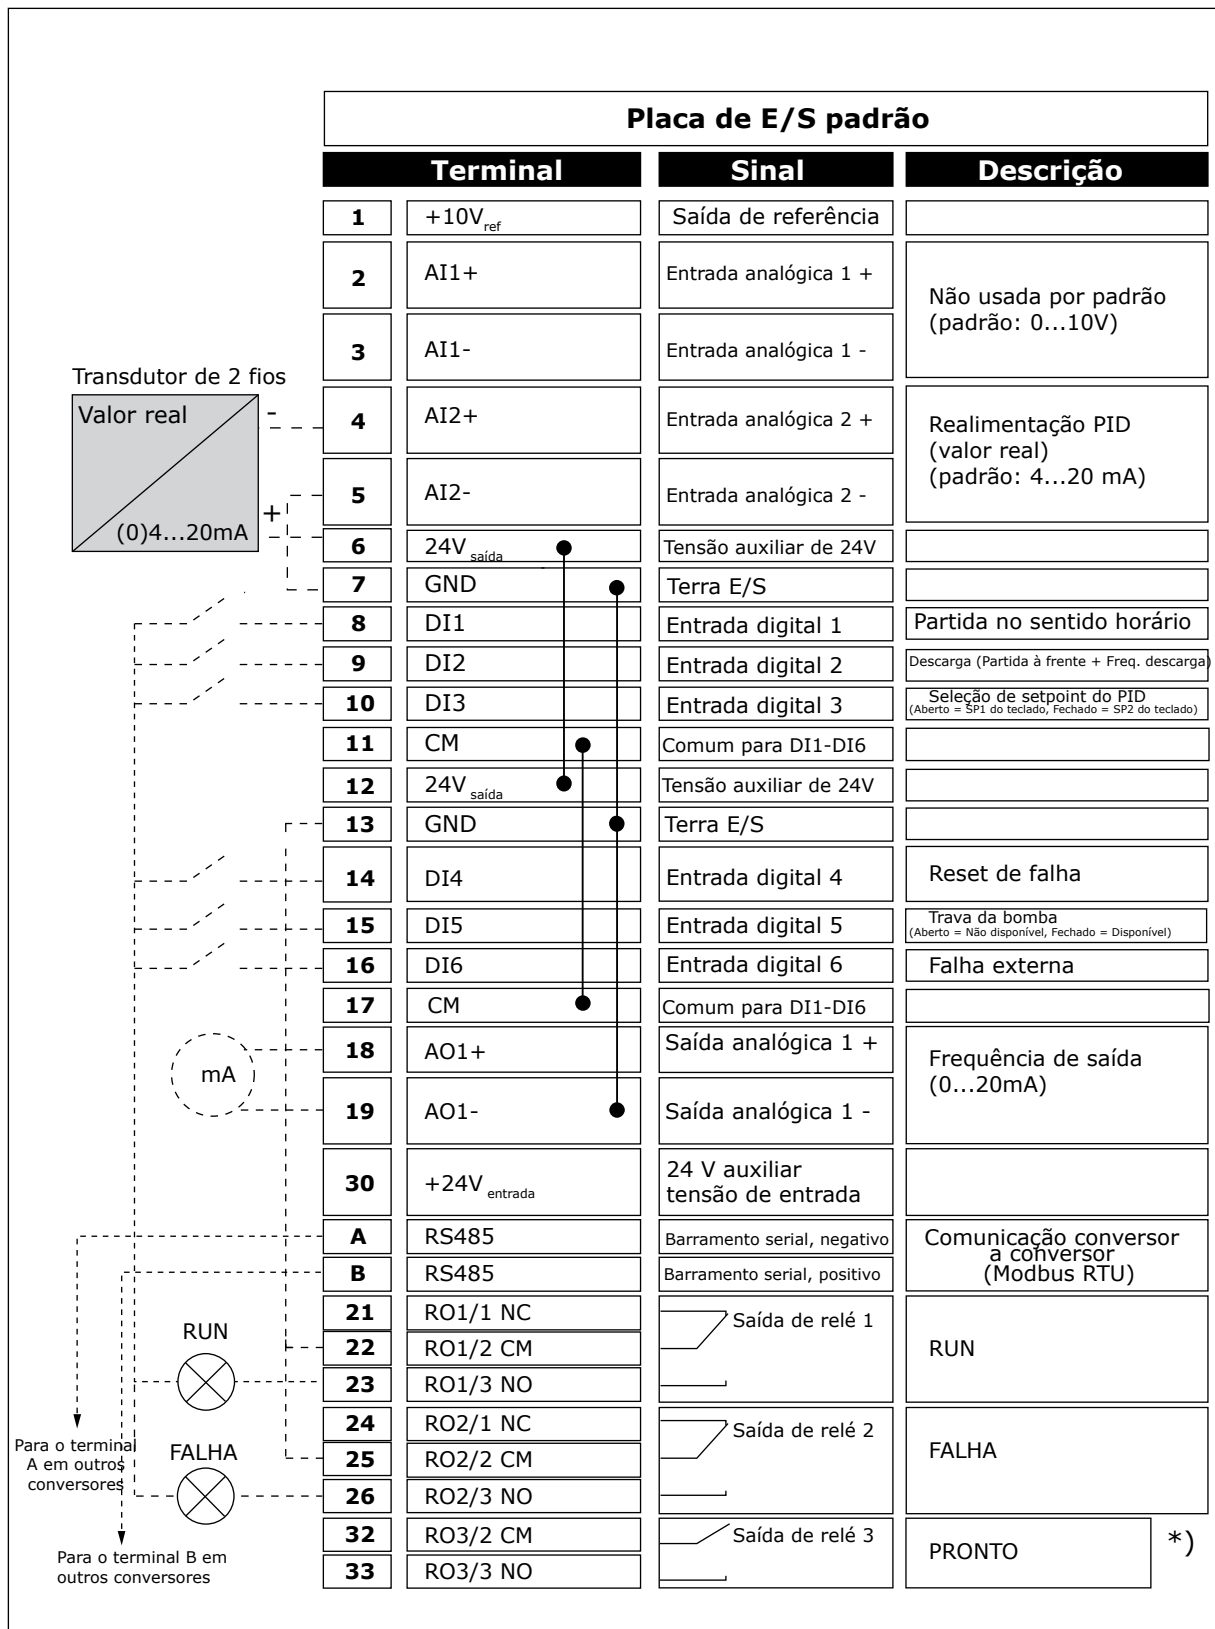 Placa de E/S padrão
Terminal Sinal Descrição
1 +10Vref Saída de referência
2 AI1+ Entrada analógica 1 +
Não usada por padrão
(padrão: 0...10V)
3 AI1- Entrada analógica 1 -
Transdutor de 2 fios
Valor real
-
+
(0)4...20mA
4 AI2+ Entrada analógica 2 +
Realimentação PID
(valor real)
(padrão: 4...20 mA)
5 AI2- Entrada analógica 2 -
6 24V saída Tensão auxiliar de 24V
7 GND Terra E/S
8 DI1 Entrada digital 1 Partida no sentido horário
9 DI2 Entrada digital 2 Descarga (Partida à frente + Freq. descarga)
10 DI3 Entrada digital 3 Seleção de setpoint do PID
(Aberto = SP1 do teclado, Fechado = SP2 do teclado)
11 CM Comum para DI1-DI6
12 24V saída Tensão auxiliar de 24V
13 GND Terra E/S
14 DI4 Entrada digital 4 Reset de falha
15 DI5 Entrada digital 5 Trava da bomba
(Aberto = Não disponível, Fechado = Disponível)
16 DI6 Entrada digital 6 Falha externa
17 CM Comum para DI1-DI6
mA
18 AO1+ Saída analógica 1 +
Frequência de saída
(0...20mA)
19 AO1- Saída analógica 1 -
30 +24V entrada 24 V auxiliar
tensão de entrada
A RS485 Barramento serial, negativo
Comunicação conversor
a conversor
(Modbus RTU)
B RS485 Barramento serial, positivo
21 RO1/1 NC Saída de relé 1
RUN
22 RO1/2 CM RUN
23 RO1/3 NO
24 RO2/1 NC Saída de relé 2
Para o terminal
A em outros
conversores
FALHA
25 RO2/2 CM FALHA
26 RO2/3 NO
32 RO3/2 CM Saída de relé 3
PRONTO *)
33 RO3/3 NO
Para o terminal B em
outros conversores